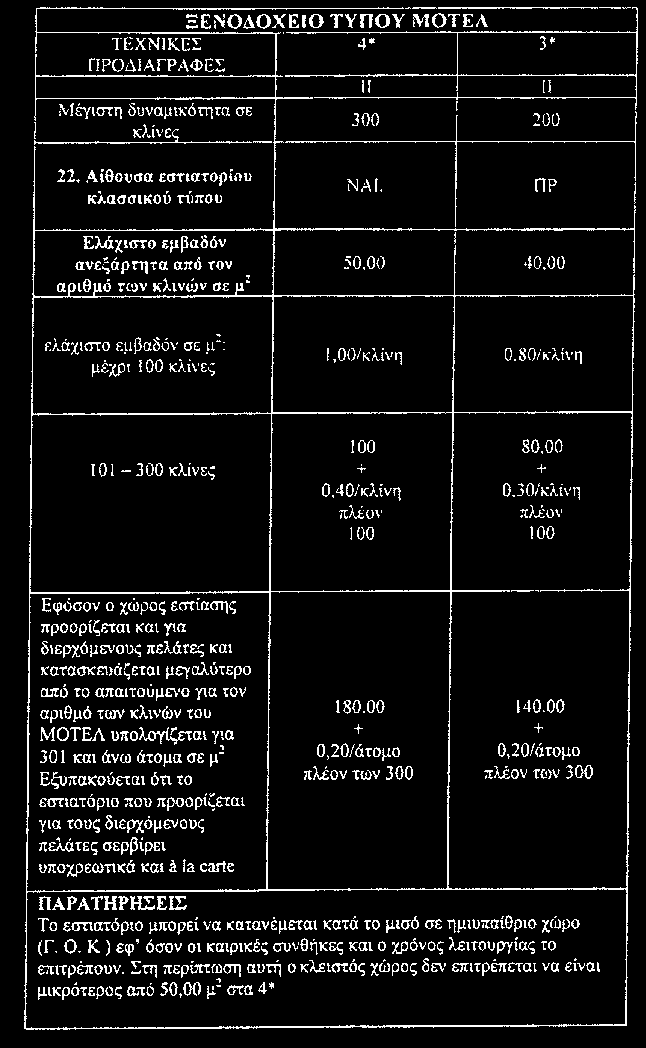 ΞΕΝΟΔΟΧΕΙΟ ΤΥΠΟΥ ΜΟΤΕΛ
ΤΕΧΝΙΚΕΣ ΠΡΟΔΙΑΓΡΑΦΕΣ
4* 3*
Π Π
Μέγιστη δυναμικότητα σε
κλίνες
300 200
22. Αίθουσα εστιατορίου
κλασσικού τύπου
ΝΑΙ. ΠΡ
Ελάχιστο εμβαδόν
ανεξάρτητα από τον
αριθμό των κλινών σε μ²
50,00 40,00
ελάχιστο εμβαδόν σε μ²:
μέχρι 100 κλίνες
1,00/κλίνη 0,80/κλίνη
101 – 300 κλίνες
100
+
0,40/κλίνη
πλέον
100
80,00
+
0,30/κλίνη
πλέον
100
Εφόσον ο χώρος εστίασης
προορίζεται και για
διερχόμενους πελάτες και
κατασκευάζεται μεγαλύτερο
από το απαιτούμενο για τον
αριθμό των κλινών του
ΜΟΤΕΛ υπολογίζεται για
301 και άνω άτομα σε μ²
Εξυπακούεται ότι το
εστιατόριο που προορίζεται
για τους διερχόμενους
πελάτες σερβίρει
υποχρεωτικά και à la carte
180.00
+
0,20/άτομο
πλέον των 300
140.00
+
0,20/άτομο
πλέον των 300
ΠΑΡΑΤΗΡΗΣΕΙΣ
Το εστιατόριο μπορεί να κατανέμεται κατά το μισό σε ημιυπαίθριο χώρο
(Γ. Ο. Κ ) εφ' όσον οι καιρικές συνθήκες και ο χρόνος λειτουργίας το
επιτρέπουν. Στη περίπτωση αυτή ο κλειστός χώρος δεν επιτρέπεται να είναι
μικρότερος από 50,00 μ² στα 4*